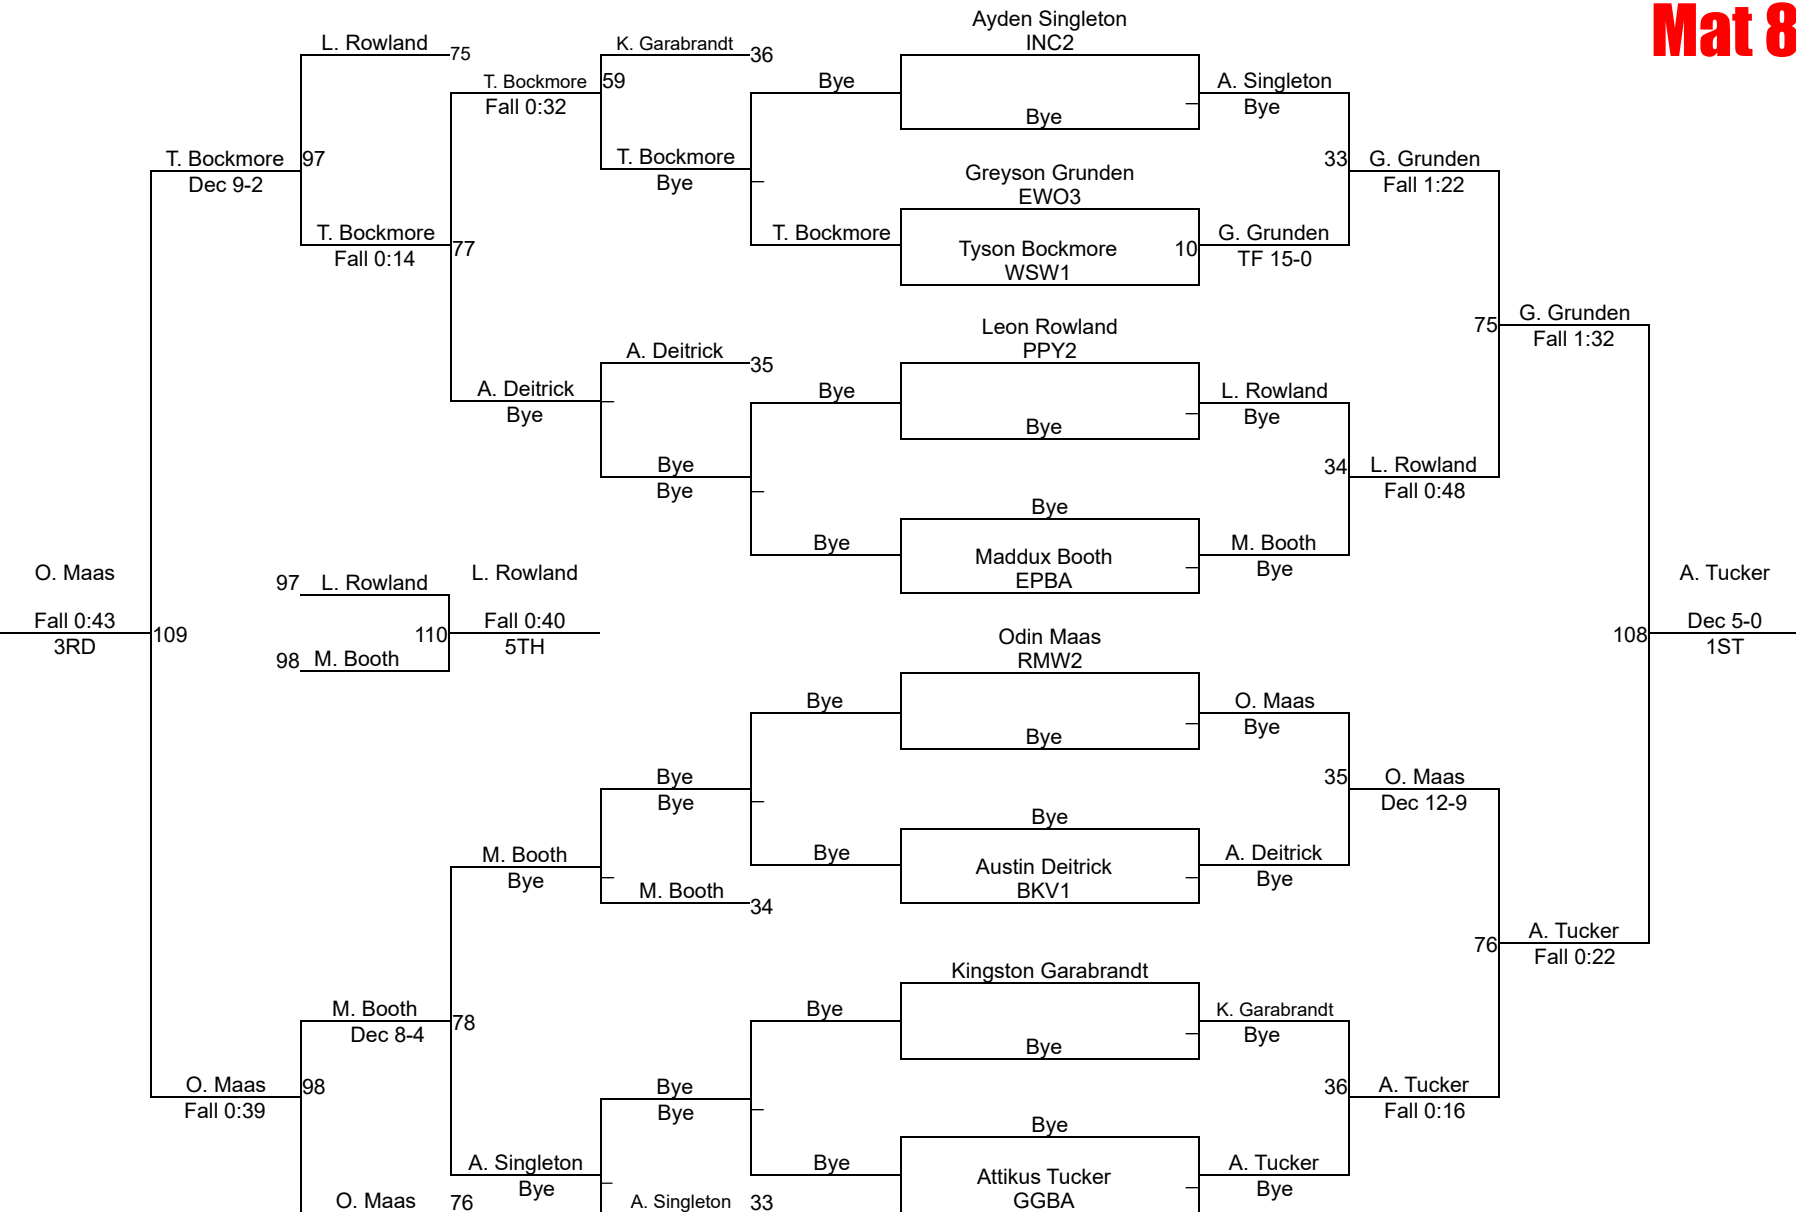 Mat 8
Ayden Singleton
INC2
L. Rowland
75
K. Garabrandt
36
T. Bockmore
59
Fall 0:32
Bye
A. Singleton
Bye
Bye
T. Bockmore
97
Dec 9-2
T. Bockmore
Bye
Greyson Grunden
EWO3
33
G. Grunden
Fall 1:22
T. Bockmore
Fall 0:14
77
T. Bockmore
Tyson Bockmore
WSW1
10
G. Grunden
TF 15-0
Leon Rowland
PPY2
75
G. Grunden
Fall 1:32
A. Deitrick
35
A. Deitrick
Bye
Bye
L. Rowland
Bye
Bye
Bye
Bye
34
L. Rowland
Fall 0:48
Bye
Bye
Maddux Booth
EPBA
M. Booth
Bye
O. Maas
Fall 0:43
3RD
109
97
L. Rowland
L. Rowland
98
M. Booth
110
Fall 0:40
5TH
A. Tucker
108
Dec 5-0
1ST
Odin Maas
RMW2
Bye
O. Maas
Bye
Bye
Bye
Bye
35
O. Maas
Dec 12-9
Bye
M. Booth
Bye
Bye
Austin Deitrick
BKV1
A. Deitrick
Bye
M. Booth
34
76
A. Tucker
Fall 0:22
Kingston Garabrandt
M. Booth
Dec 8-4
78
Bye
K. Garabrandt
Bye
Bye
O. Maas
98
Fall 0:39
Bye
Bye
36
A. Tucker
Fall 0:16
Bye
A. Singleton
Bye
Bye
Attikus Tucker
GGBA
A. Tucker
Bye
O. Maas
76
A. Singleton
33